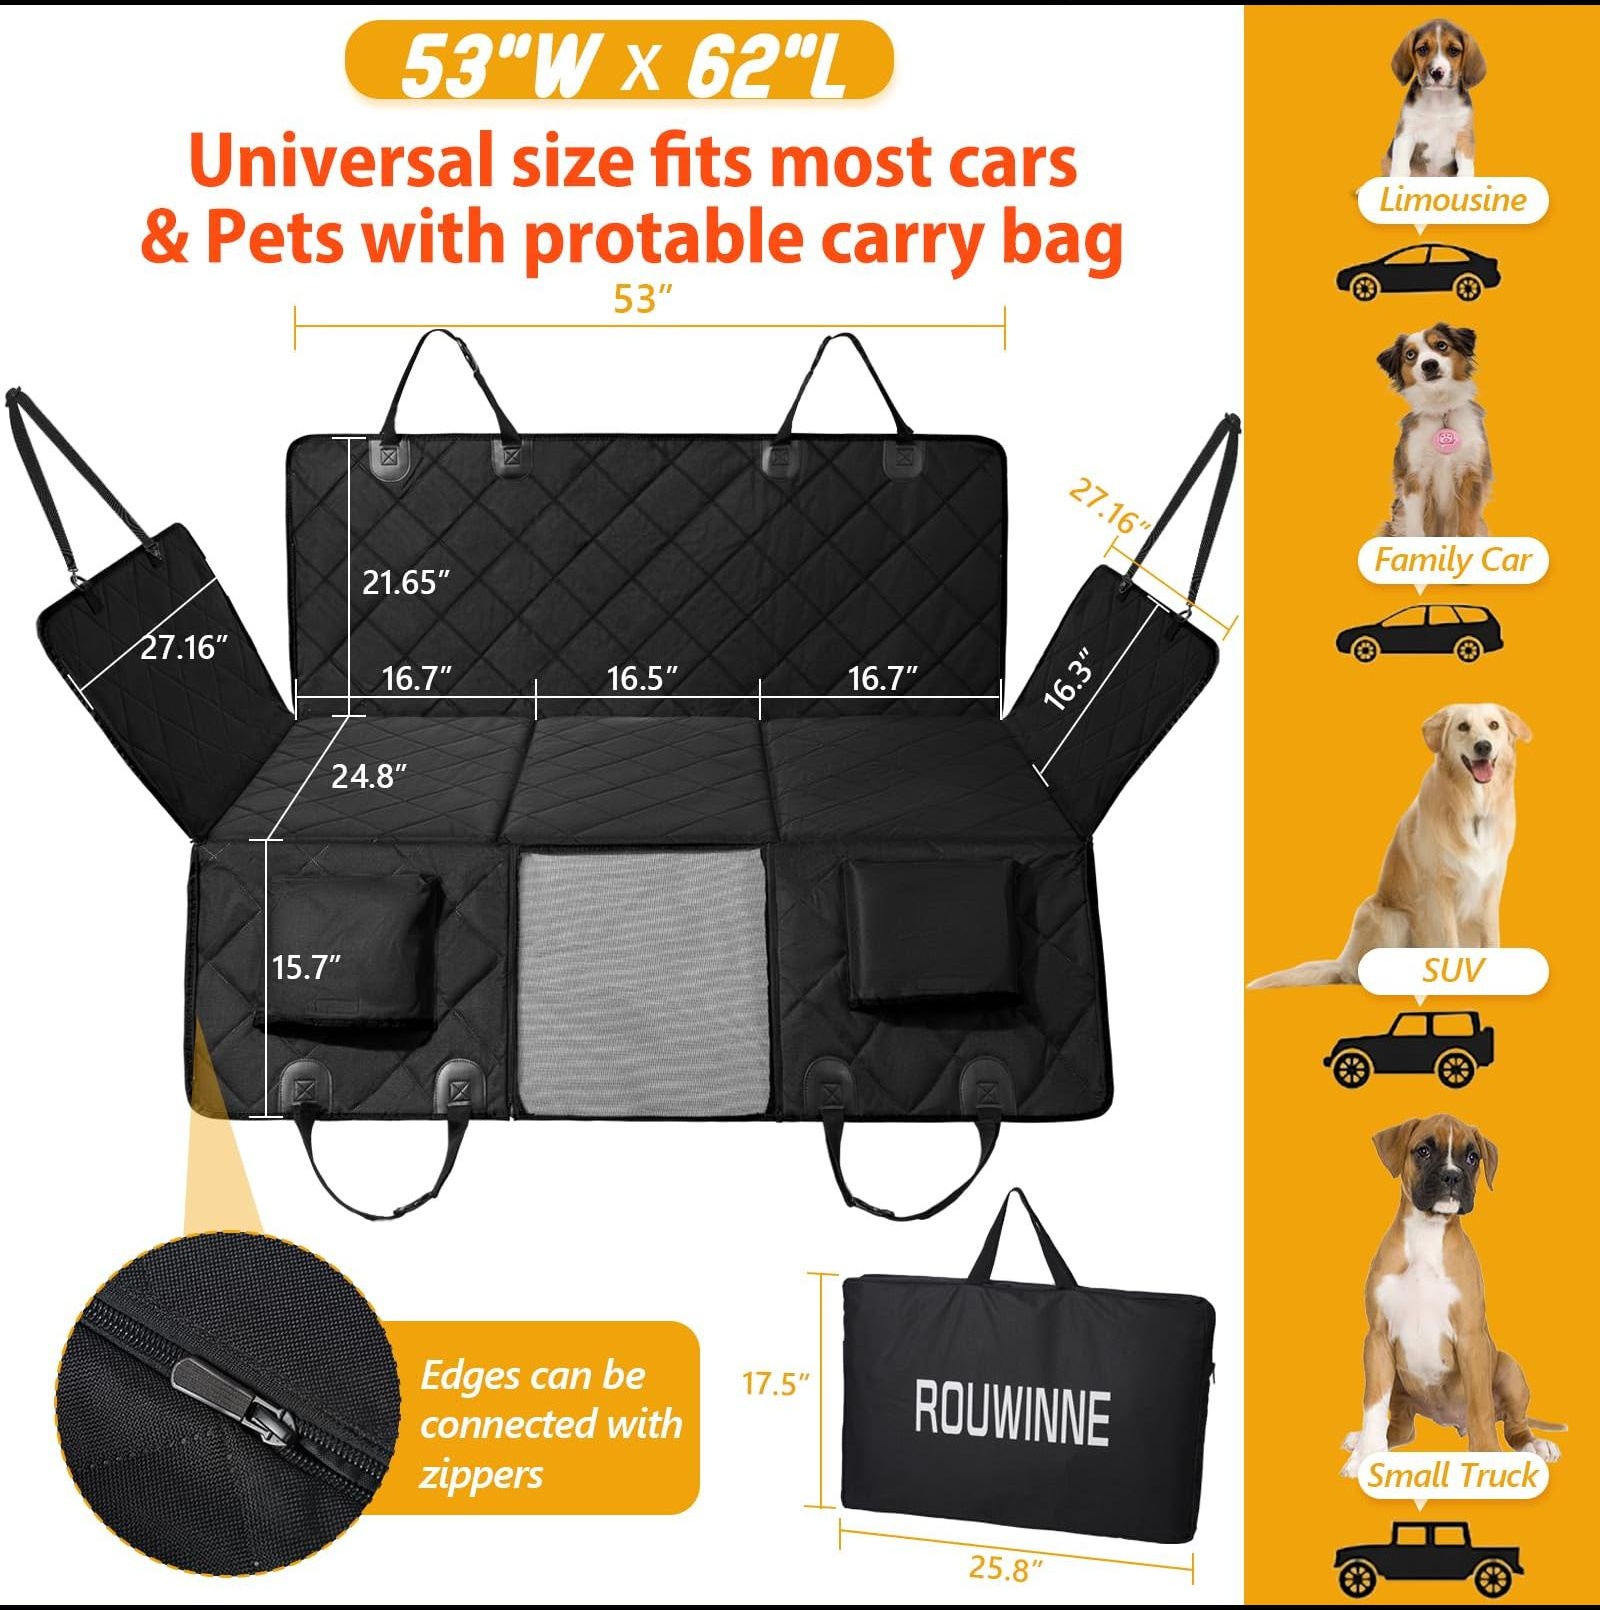 53"W X 62"L
Universal size fits most cars
& Pets with protable carry bag
53”
27.16”
21.65”
27.16”
16.7”
16.5”
16.7”
16.3”
24.8”
15.7”
Edges can be
connected with
zippers
17.5”
ROUWINNE
25.8”
Limousine
Family Car
SUV
Small Truck